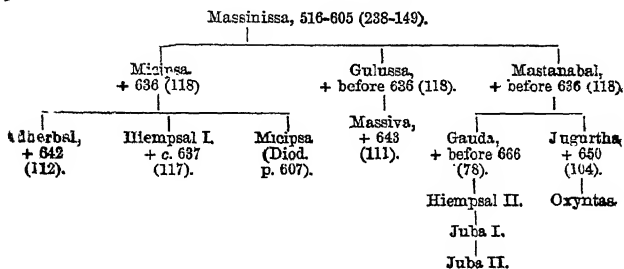 Massinissa, 516-605 (238-149).
Micipsa, Gulussa, Mastanabal,
+ 636 (118) + before 636 (118). + before 636 (118).
Adherbal, Hiempsal I. Micipsa Massiva, Gauda, Jugurtha,
+ 642 + c. 637 (Diod. + 643 + before 666 + 650
(112). (117). p. 607). (111). (78). (104).
Hiempsal II. Oxyntas.
Juba I.
Juba II.